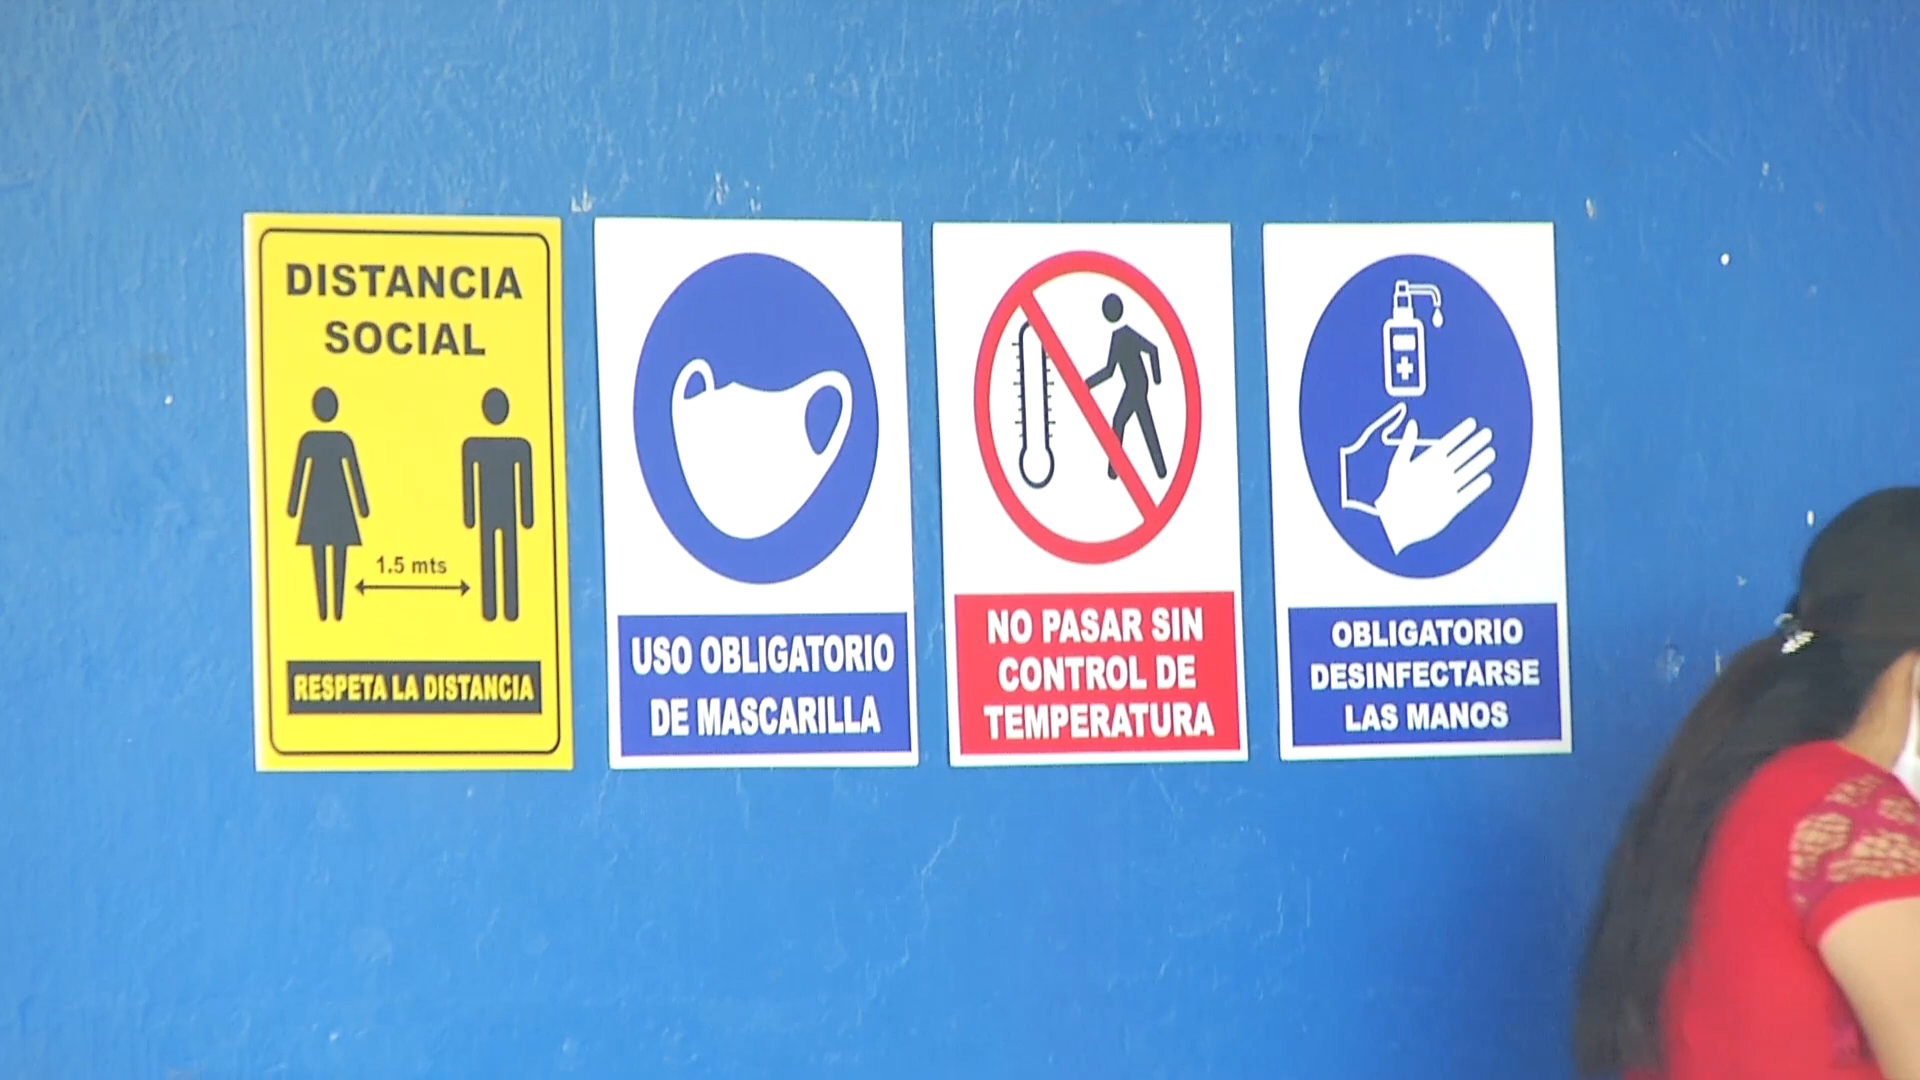 DISTANCIA
SOCIAL
1.5 mts
RESPETA LA DISTANCIA
USO OBLIGATORIO
DE MASCARILLA
NO PASAR SIN
CONTROL DE
TEMPERATURA
OBLIGATORIO
DESINFECTARSE
LAS MANOS